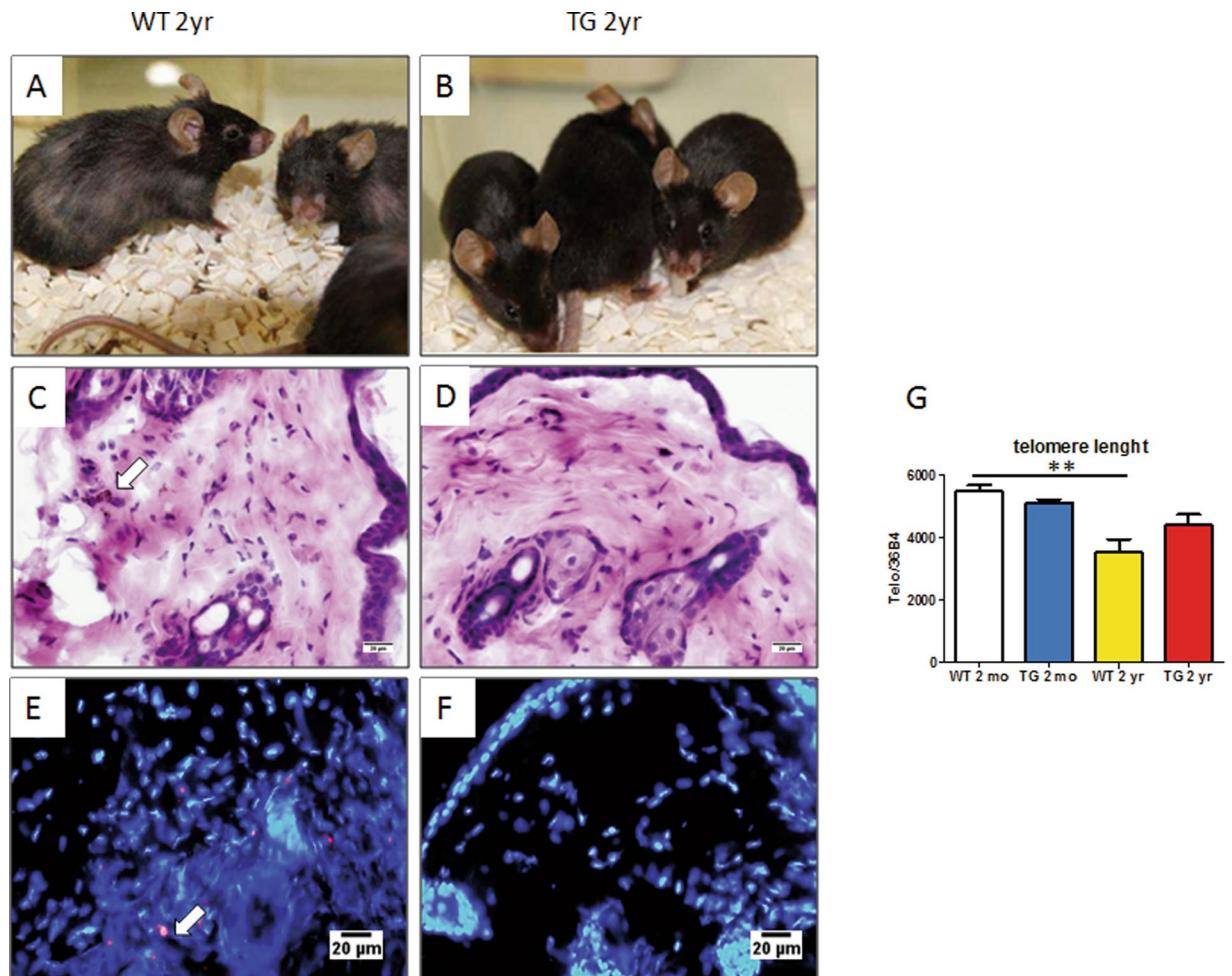 WT 2yr
TG 2yr
A
B
C
D
20 µm
20 µm
E
F
20 µm
20 µm
G
telomere lenght
**
Telo/36B4
6000
4000
2000
0
WT 2 mo
TG 2 mo
WT 2 yr
TG 2 yr